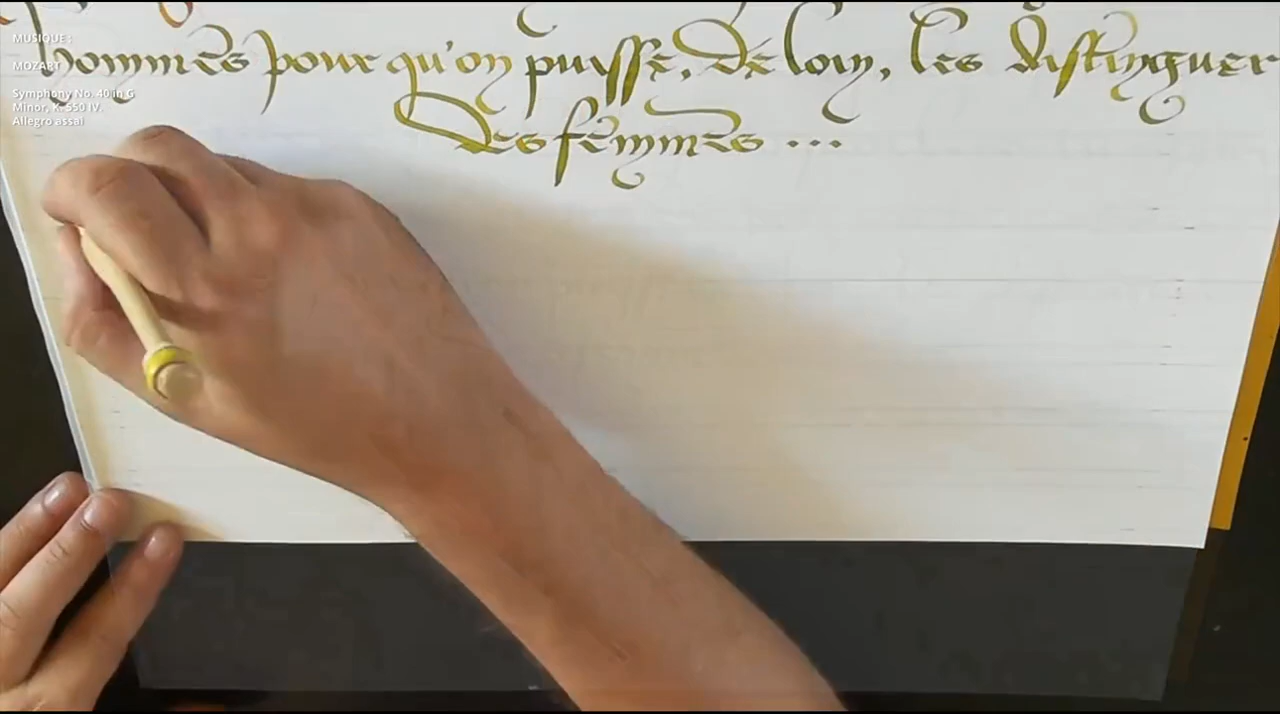 MUSIQUE :
MOZART
Symphony No. 40 in G
Minor, K. 550 IV.
Allegro assai
hommes pour qu'on puisse, de loin, les distinguer
des femmes ...